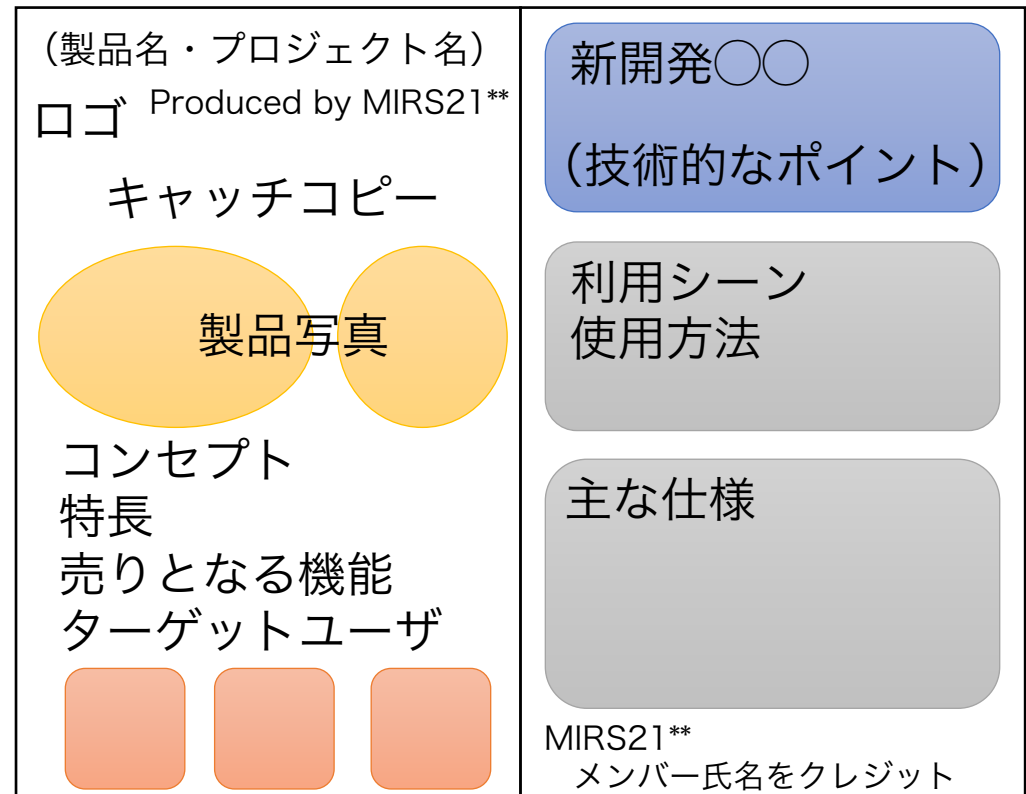 （製品名・プロジェクト名）
ロゴ Produced by MIRS21**
キャッチコピー
製品写真
コンセプト
特長
売りとなる機能
ターゲットユーザ
新開発○○
（技術的なポイント）
利用シーン
使用方法
主な仕様
MIRS21**
メンバー氏名をクレジット